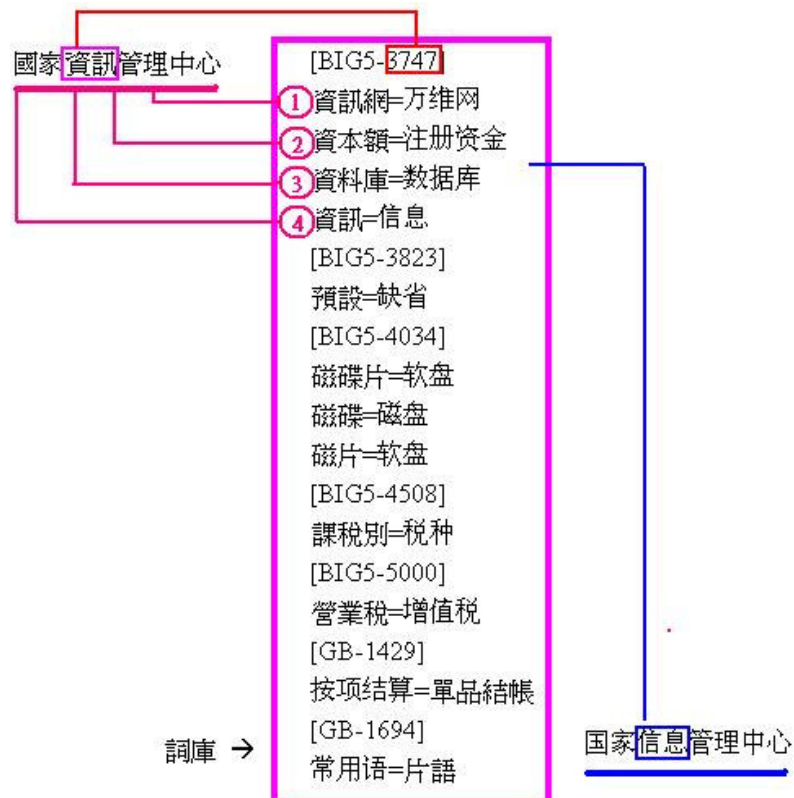 國家資訊管理中心
[BIG5-3747]
①資訊網=万维网
②資本額=注册资金
③資料庫=数据库
④資訊=信息
[BIG5-3823]
預設=缺省
[BIG5-4034]
磁碟片=软盘
磁碟=磁盘
磁片=软盘
[BIG5-4508]
課稅別=税种
[BIG5-5000]
營業稅=增值税
[GB-1429]
按项结算=單品結帳
[GB-1694]
常用语=片語
詞庫 →
国家信息管理中心